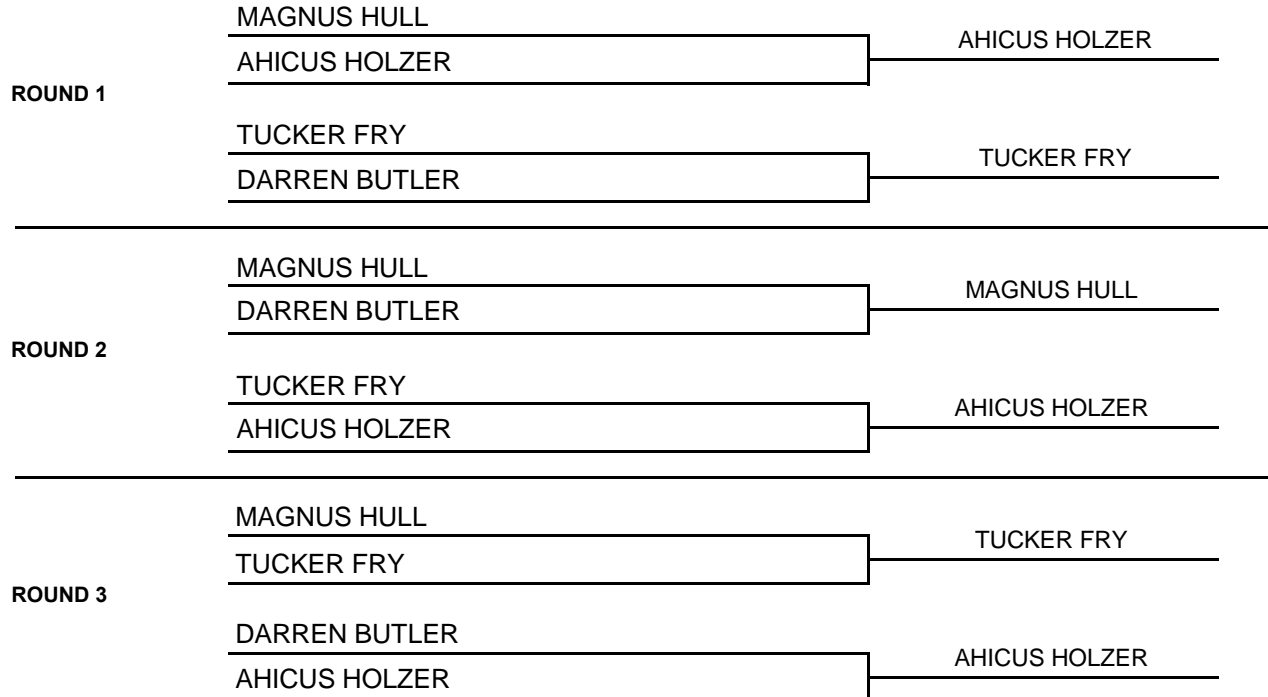 MAGNUS HULL
AHICUS HOLZER
AHICUS HOLZER
ROUND 1
TUCKER FRY
DARREN BUTLER
TUCKER FRY
MAGNUS HULL
DARREN BUTLER
MAGNUS HULL
ROUND 2
TUCKER FRY
AHICUS HOLZER
AHICUS HOLZER
MAGNUS HULL
TUCKER FRY
TUCKER FRY
ROUND 3
DARREN BUTLER
AHICUS HOLZER
AHICUS HOLZER